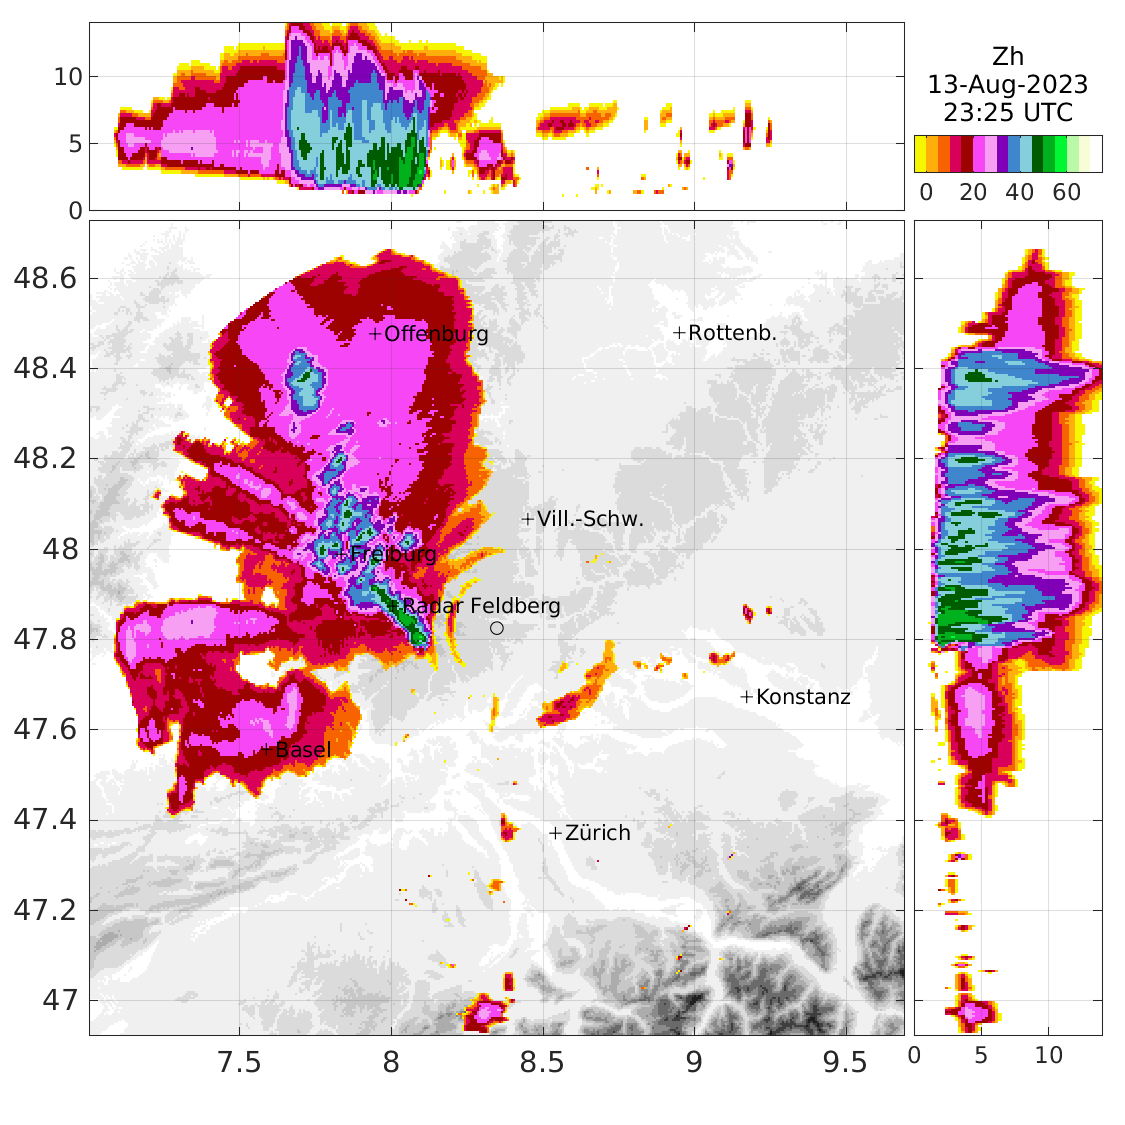 10
5
0
Zh
13-Aug-2023
23:25 UTC
0 20 40 60
48.6
48.4
48.2
48
47.8
47.6
47.4
47.2
47
+Offenburg
+Rottenb.
+Vill.-Schw.
+Freiburg
+Radar Feldberg
+Konstanz
+Basel
+Zürich
7.5 8 8.5 9 9.5
0 5 10